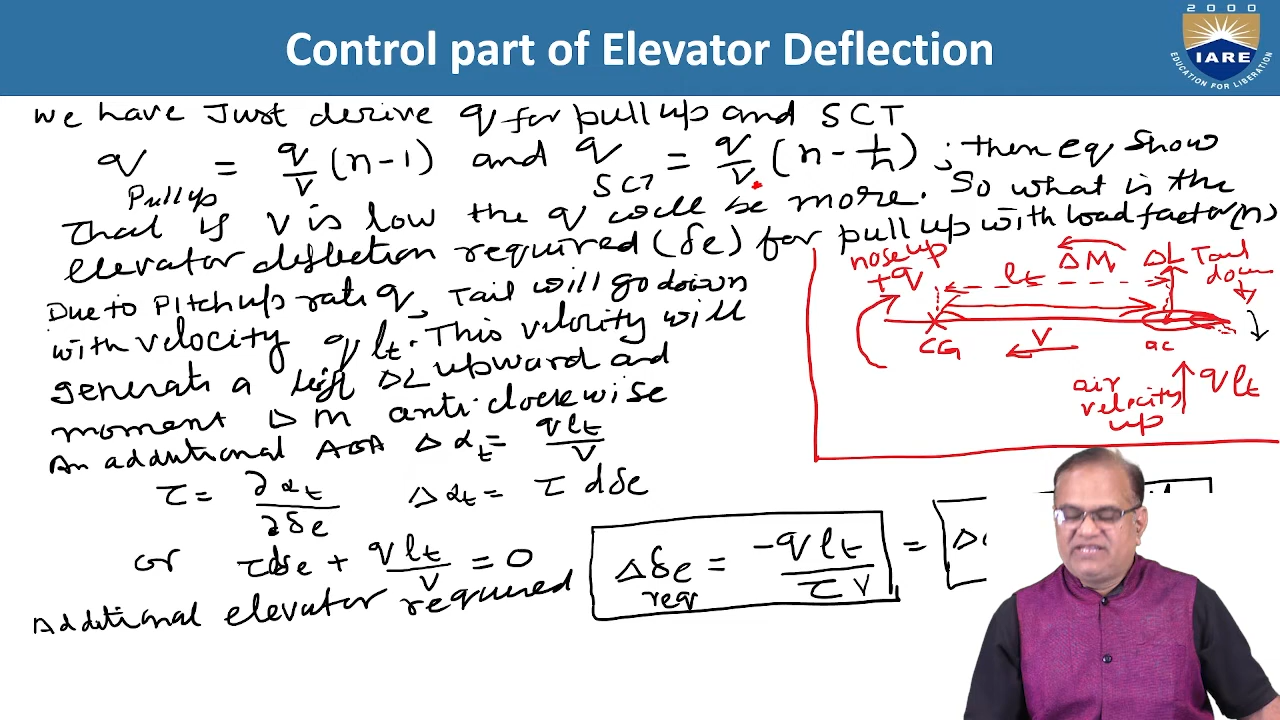 Control part of Elevator Deflection
2000
IARE
EDUCATION FOR LIBERATION
We have Just derive q for pull up and SCT
q Pull up = q/V (n-1) and q SCT = q/V (n - 1/n) ; then eq show
that if V is low the q will be more. So what is the
elevator deflection required (δe) for pull up with load factor(n)
Due to Pitch up rate q, Tail will go down
with velocity q lt. This velocity will
generate a lift ΔL upward and
moment ΔM anti-clockwise
An additional AOA Δαt = q lt/V
τ = ∂αt/∂δe Δαt = τ dδe
or τdδe + q lt/V = 0
Additional elevator required
Δδe req = -q lt/τ V = Δ
nose up
+q
ΔM
ΔL
Tail down
lt
CG
V
ac
air velocity up
q lt